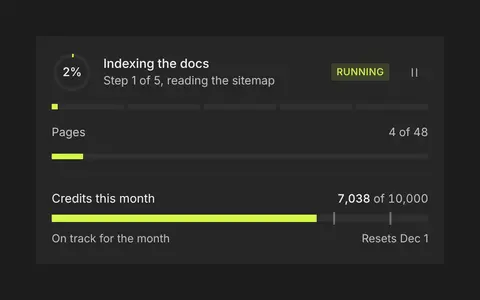 2%
Indexing the docs
Step 1 of 5, reading the sitemap
RUNNING
Pages
4 of 48
Credits this month
7,038 of 10,000
On track for the month
Resets Dec 1